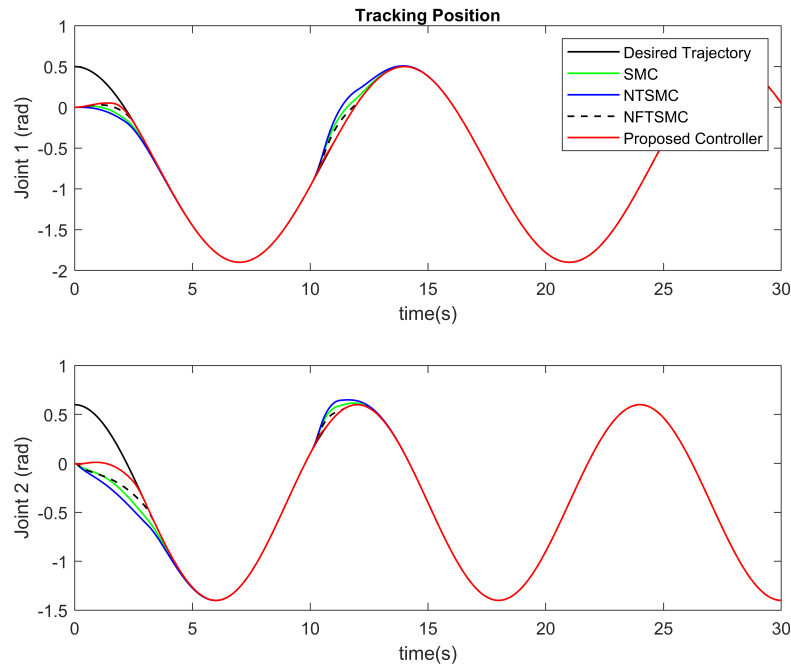 Tracking Position
1
0.5
0
-0.5
-1
-1.5
-2
Joint 1 (rad)
Desired Trajectory
SMC
NTSMC
NFTSMC
Proposed Controller
0 5 10 15 20 25 30
time(s)
1
0.5
0
-0.5
-1
-1.5
Joint 2 (rad)
0 5 10 15 20 25 30
time(s)